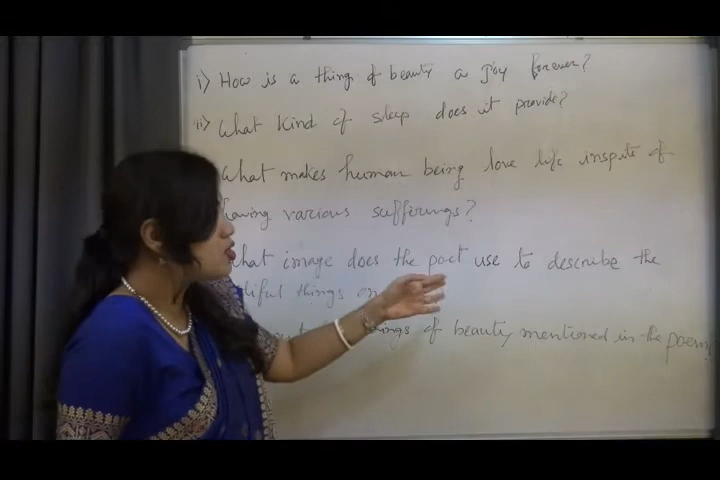 i) How is a thing of beauty a Joy forever?
ii) What kind of sleep does it provide?
What makes human being love life inspite of
having various sufferings?
What image does the poet use to describe the
things on
of beauty mentioned in the poem?